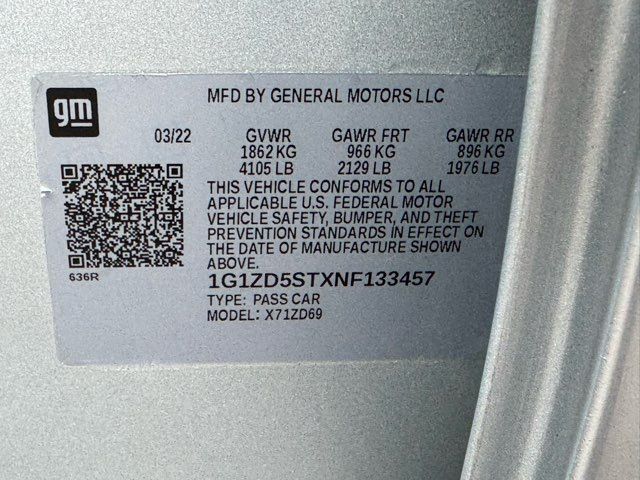 gm
MFD BY GENERAL MOTORS LLC
03/22 GVWR GAWR FRT GAWR RR
1862 KG 966 KG 896 KG
4105 LB 2129 LB 1976 LB
THIS VEHICLE CONFORMS TO ALL
APPLICABLE U.S. FEDERAL MOTOR
VEHICLE SAFETY, BUMPER, AND THEFT
PREVENTION STANDARDS IN EFFECT ON
THE DATE OF MANUFACTURE SHOWN
ABOVE.
636R
1G1ZD5STXNF133457
TYPE: PASS CAR
MODEL: X71ZD69